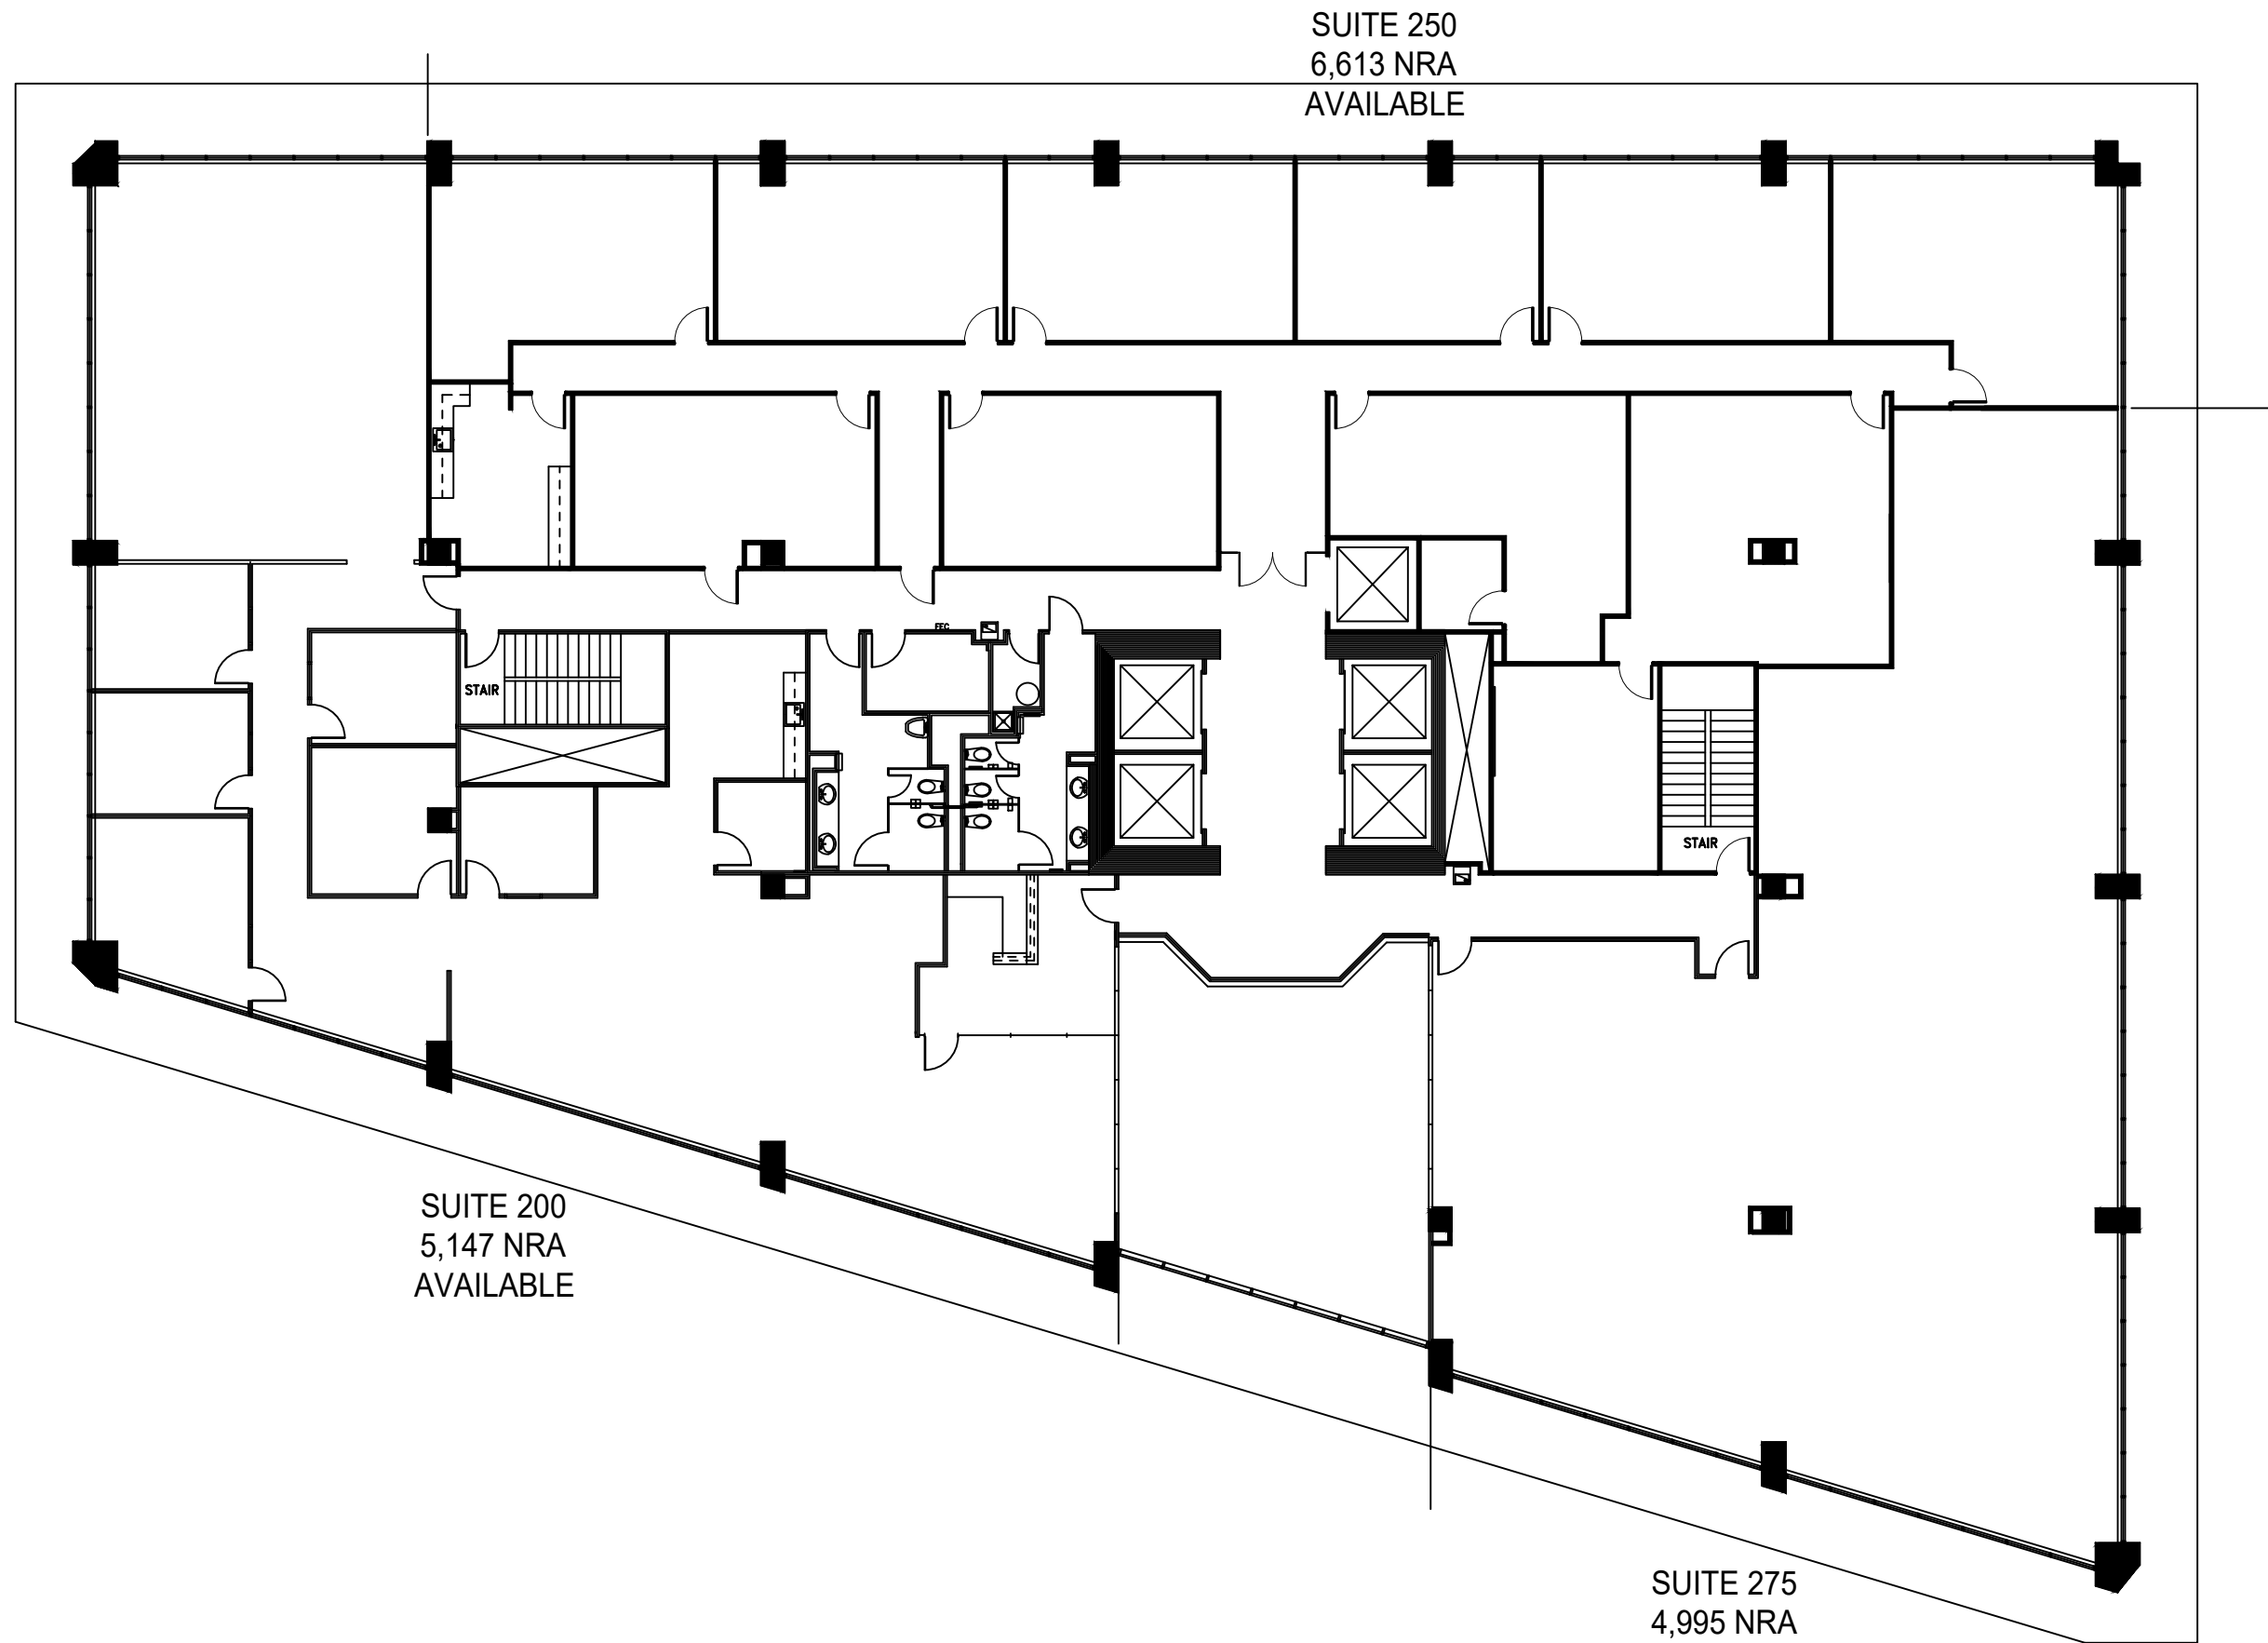 SUITE 250
6,613 NRA
AVAILABLE
FEC
STAIR
STAIR
SUITE 200
5,147 NRA
AVAILABLE
SUITE 275
4,995 NRA